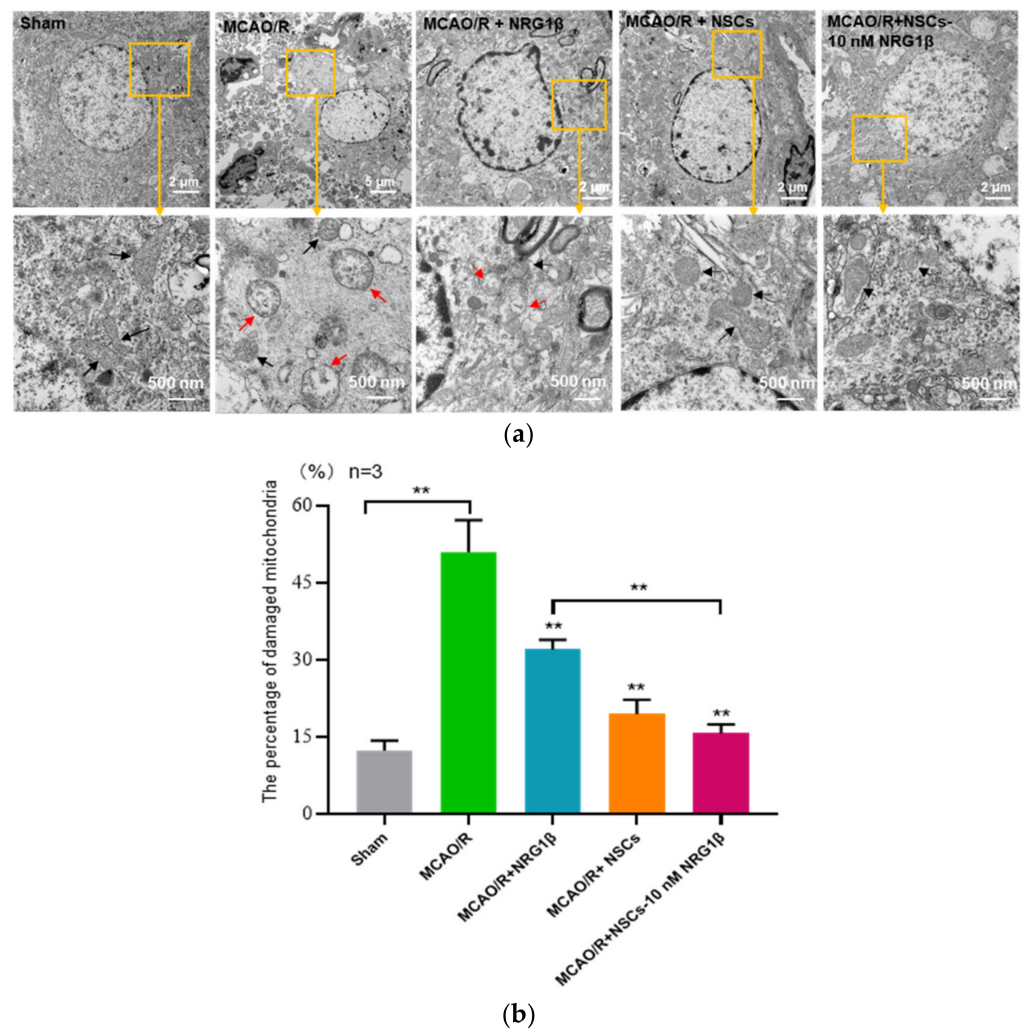 Sham
MCAO/R
MCAO/R + NRG1β
MCAO/R + NSCs
MCAO/R+NSCs-
10 nM NRG1β
2 μm
5 μm
2 μm
2 μm
2 μm
500 nm
500 nm
500 nm
500 nm
500 nm
(a)
（%） n=3
The percentage of damaged mitochondria
60
45
30
15
0
**
**
**
**
**
Sham
MCAO/R
MCAO/R+NRG1β
MCAO/R+ NSCs
MCAO/R+NSCs-10 nM NRG1β
(b)